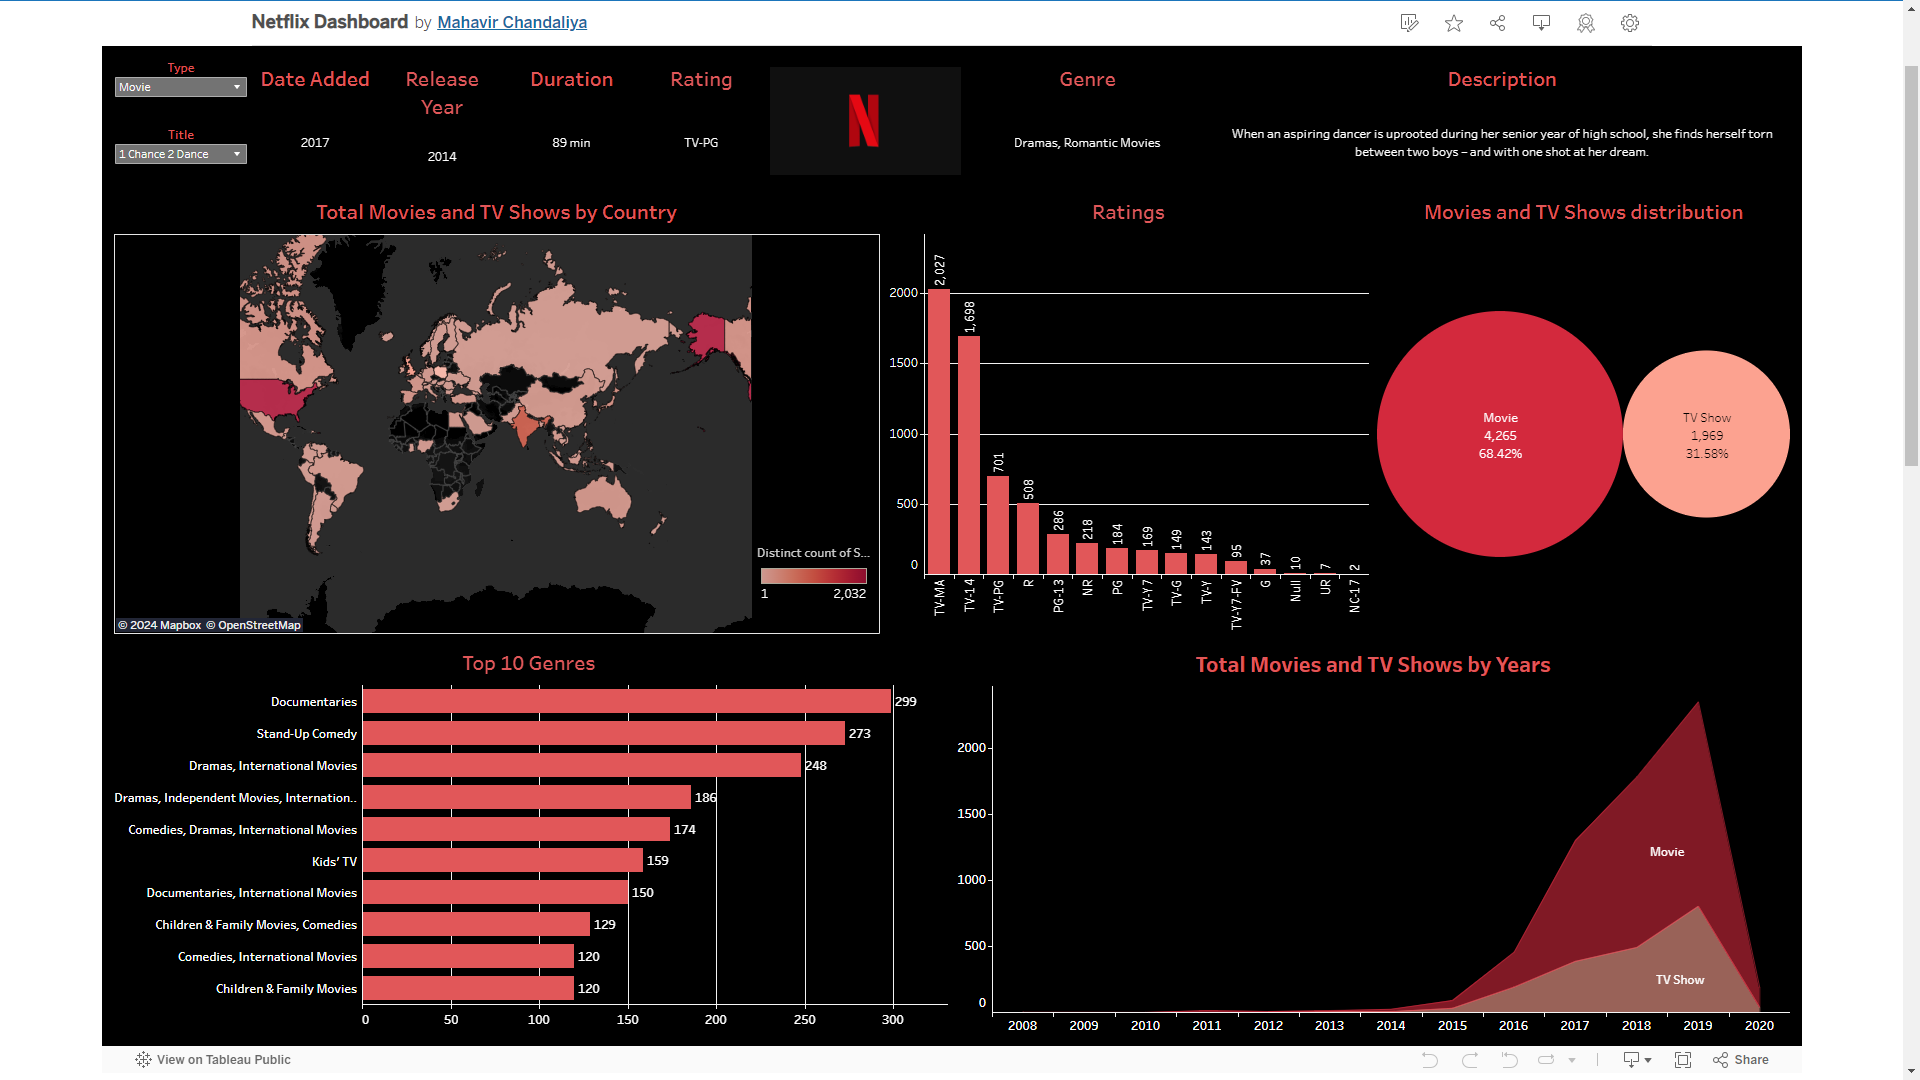 Netflix Dashboard by Mahavir Chandaliya
Type
Movie
Title
1 Chance 2 Dance
Date Added
2017
Release
Year
2014
Duration
89 min
Rating
TV-PG
N
Genre
Dramas, Romantic Movies
Description
When an aspiring dancer is uprooted during her senior year of high school, she finds herself torn
between two boys – and with one shot at her dream.
Total Movies and TV Shows by Country
Distinct count of S...
1 2,032
© 2024 Mapbox © OpenStreetMap
Ratings
2000
1500
1000
500
0
2,027
1,698
701
508
286
218
184
169
149
143
95
37
10
7
2
TV-MA
TV-14
TV-PG
R
PG-13
NR
PG
TV-Y7
TV-G
TV-Y
TV-Y7-FV
G
Null
UR
NC-17
Movies and TV Shows distribution
Movie
4,265
68.42%
TV Show
1,969
31.58%
Top 10 Genres
Documentaries 299
Stand-Up Comedy 273
Dramas, International Movies 248
Dramas, Independent Movies, Internation.. 186
Comedies, Dramas, International Movies 174
Kids’ TV 159
Documentaries, International Movies 150
Children & Family Movies, Comedies 129
Comedies, International Movies 120
Children & Family Movies 120
0 50 100 150 200 250 300
Total Movies and TV Shows by Years
2000
1500
1000
500
0
Movie
TV Show
2008 2009 2010 2011 2012 2013 2014 2015 2016 2017 2018 2019 2020
View on Tableau Public
Share